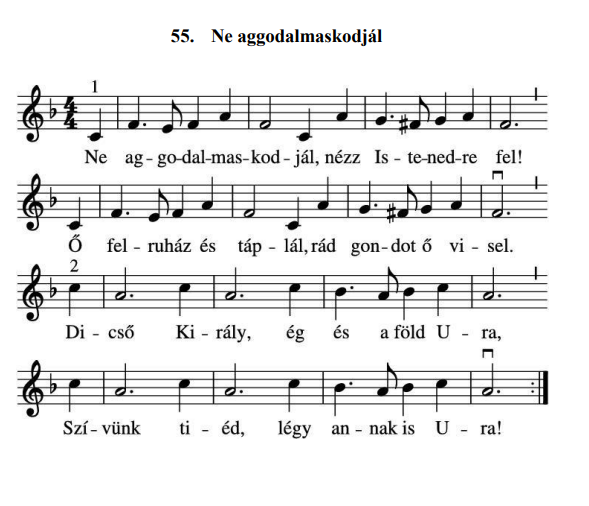 55. Ne aggodalmaskodjál
1
4
4
Ne ag-go-dal-mas-kod-jál, nézz Is-te-ned-re fel!
Ő fel-ruház és táp-lál, rád gon-dot ő vi-sel.
2
Di-cső Ki-rály, ég és a föld U-ra,
Szí-vünk ti-éd, légy an-nak is U-ra!